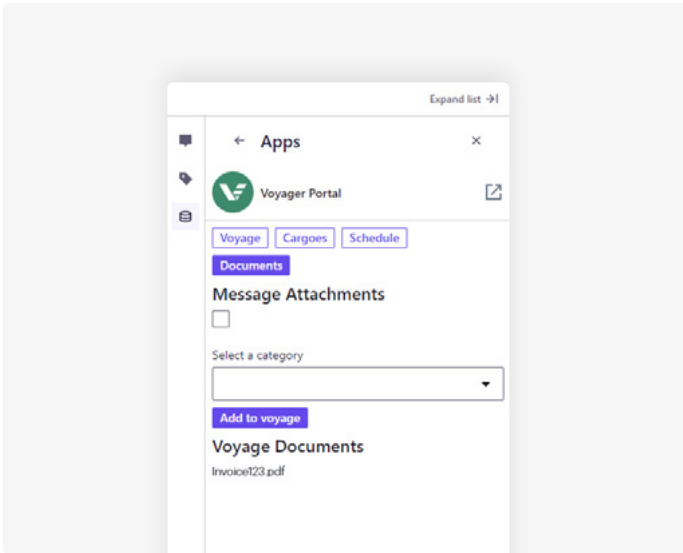 Expand list
Apps
Voyager Portal
Voyage Cargoes Schedule
Documents
Message Attachments
Select a category
Add to voyage
Voyage Documents
Invoice123.pdf